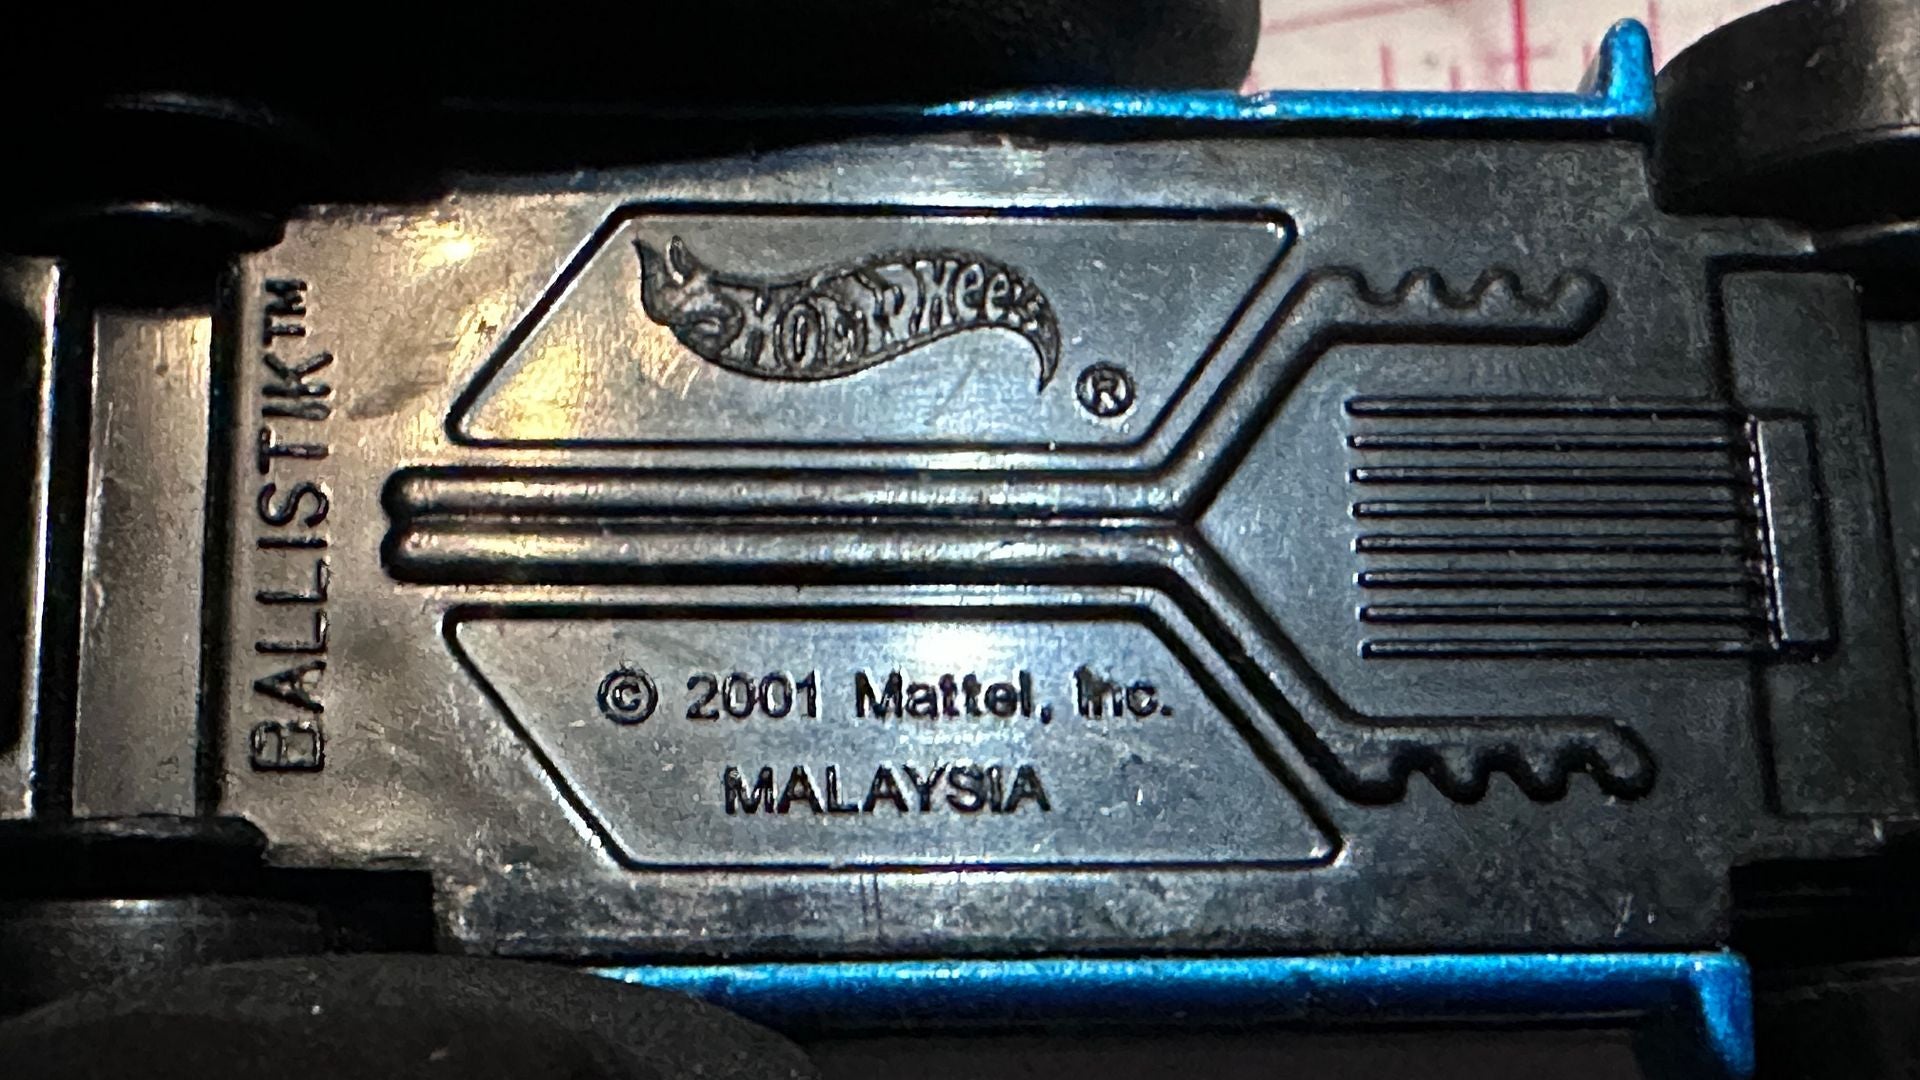 BALLISTIK™
HOT WHEELS
®
© 2001 Mattel, Inc.
MALAYSIA